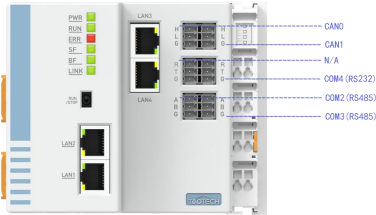 PWR
RUN
ERR
SF
BF
LINK
RUN
/STOP
LAN3
LAN4
LAN2
LAN1
H H
L L
G G
R R
T T
G G
A A
B B
G G
CAN0
CAN1
N/A
COM4(RS232)
COM2(RS485)
COM3(RS485)